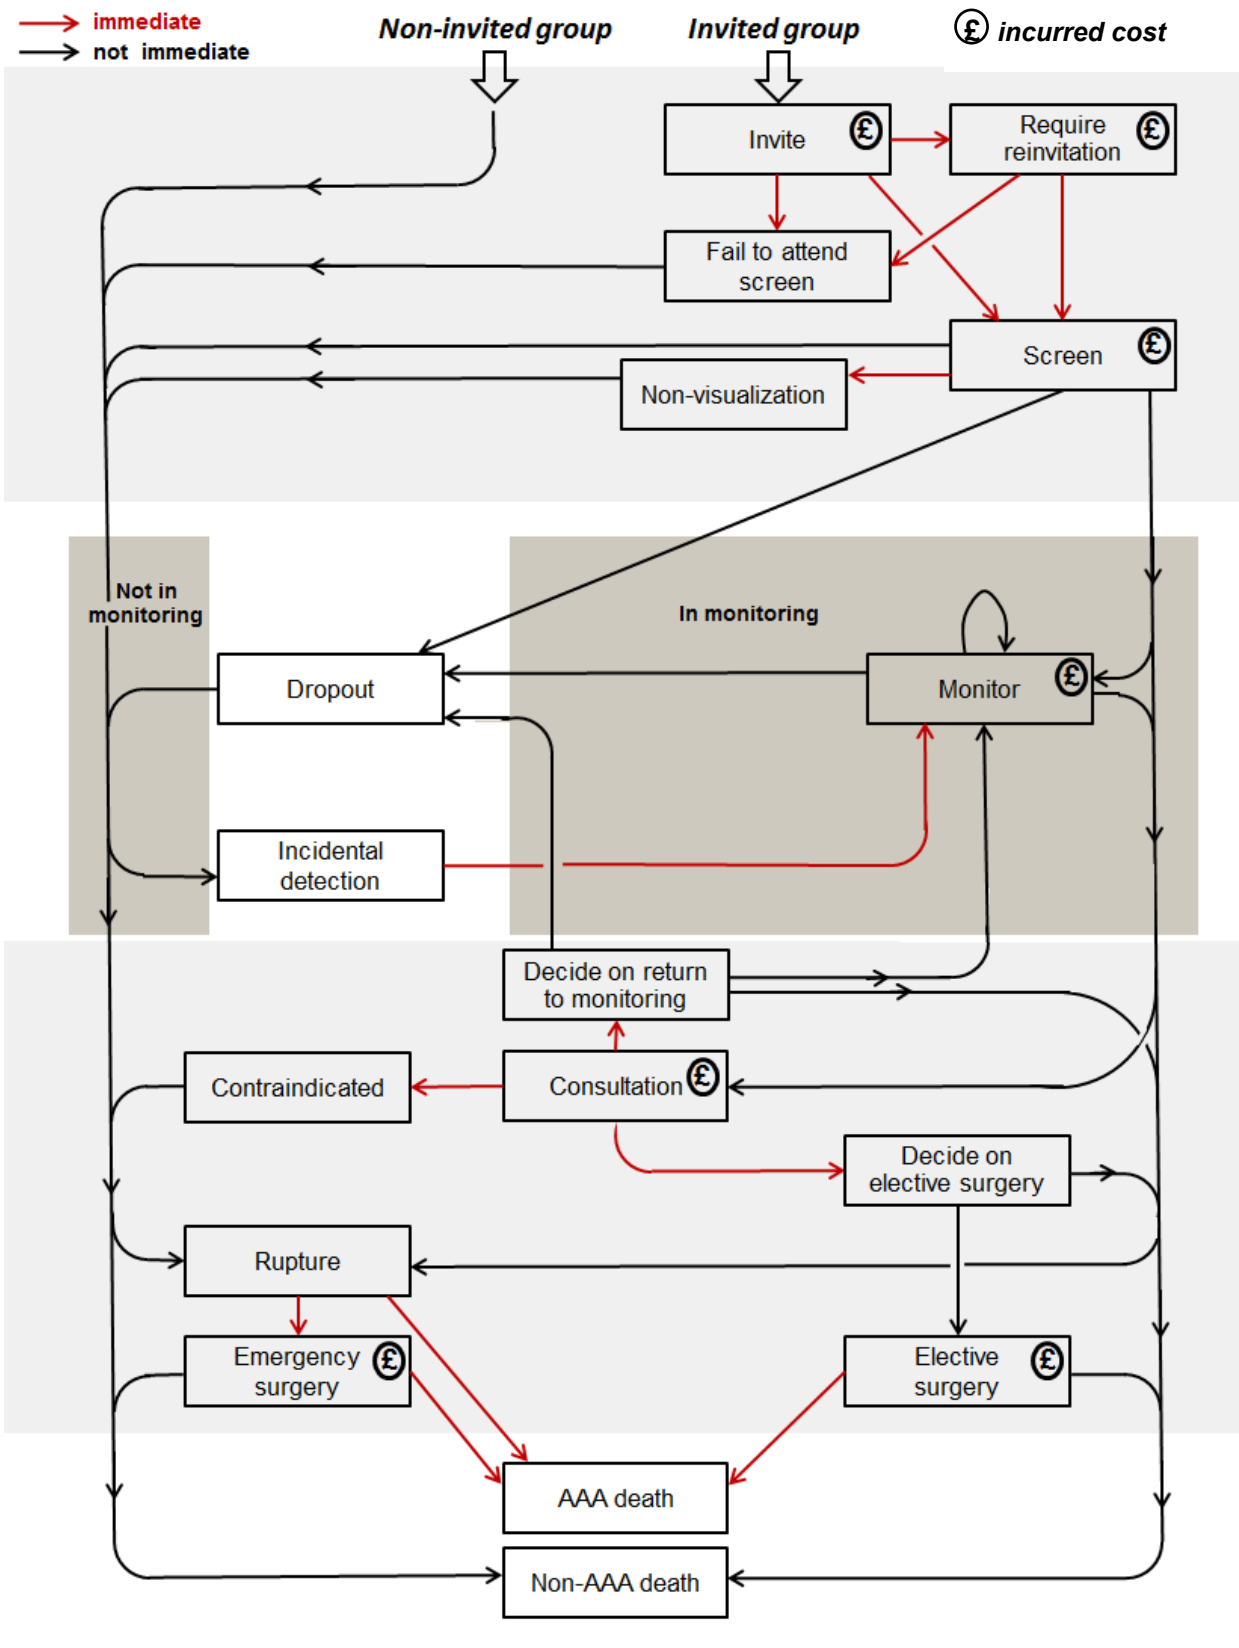 immediate
not immediate
Non-invited group
Invited group
£ incurred cost
Invite £
Require
reinvitation £
Fail to attend
screen
Screen £
Non-visualization
Not in
monitoring
In monitoring
Dropout
Monitor £
Incidental
detection
Decide on return
to monitoring
Contraindicated
Consultation £
Decide on
elective surgery
Rupture
Emergency
surgery £
Elective
surgery £
AAA death
Non-AAA death